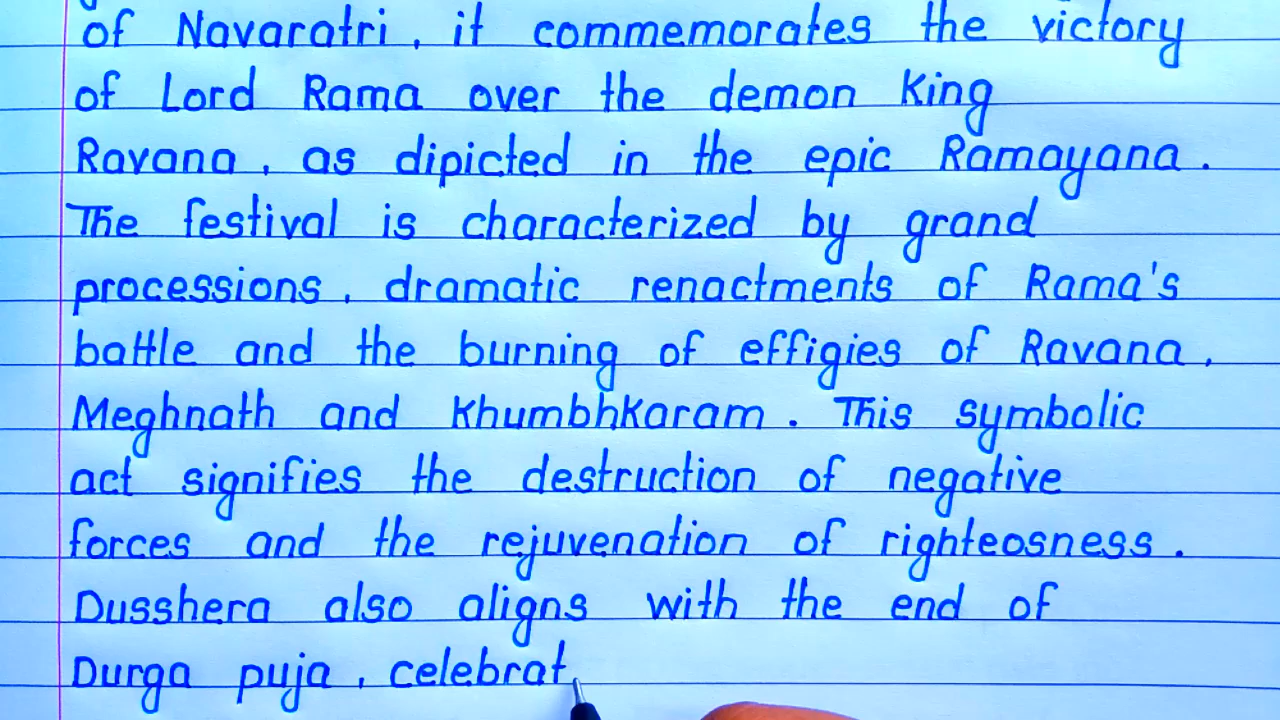 of Navaratri, it commemorates the victory
of Lord Rama over the demon King
Ravana, as dipicted in the epic Ramayana.
The festival is characterized by grand
processions, dramatic renactments of Rama's
battle and the burning of effigies of Ravana,
Meghnath and Khumbhkaram. This symbolic
act signifies the destruction of negative
forces and the rejuvenation of righteosness.
Dusshera also aligns with the end of
Durga puja, celebrat